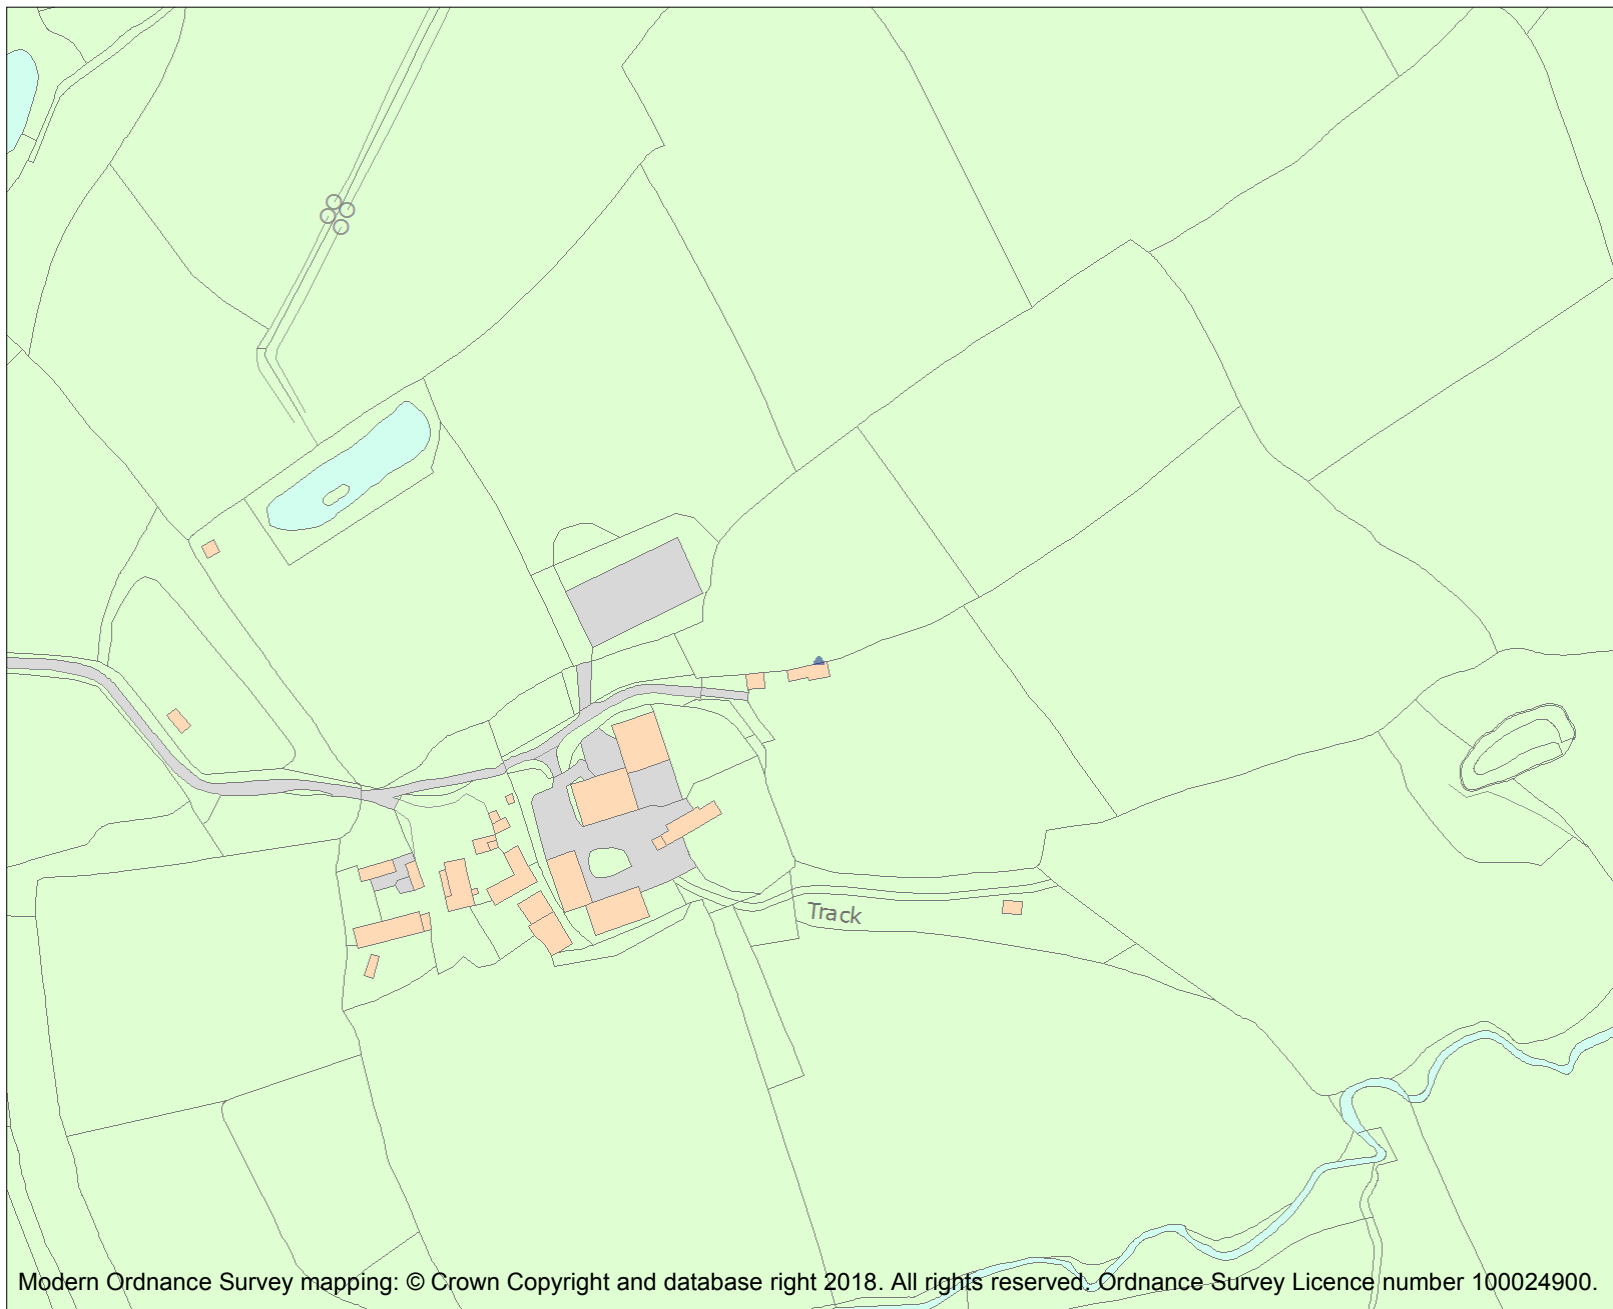 Track
Modern Ordnance Survey mapping: © Crown Copyright and database right 2018. All rights reserved. Ordnance Survey Licence number 100024900.